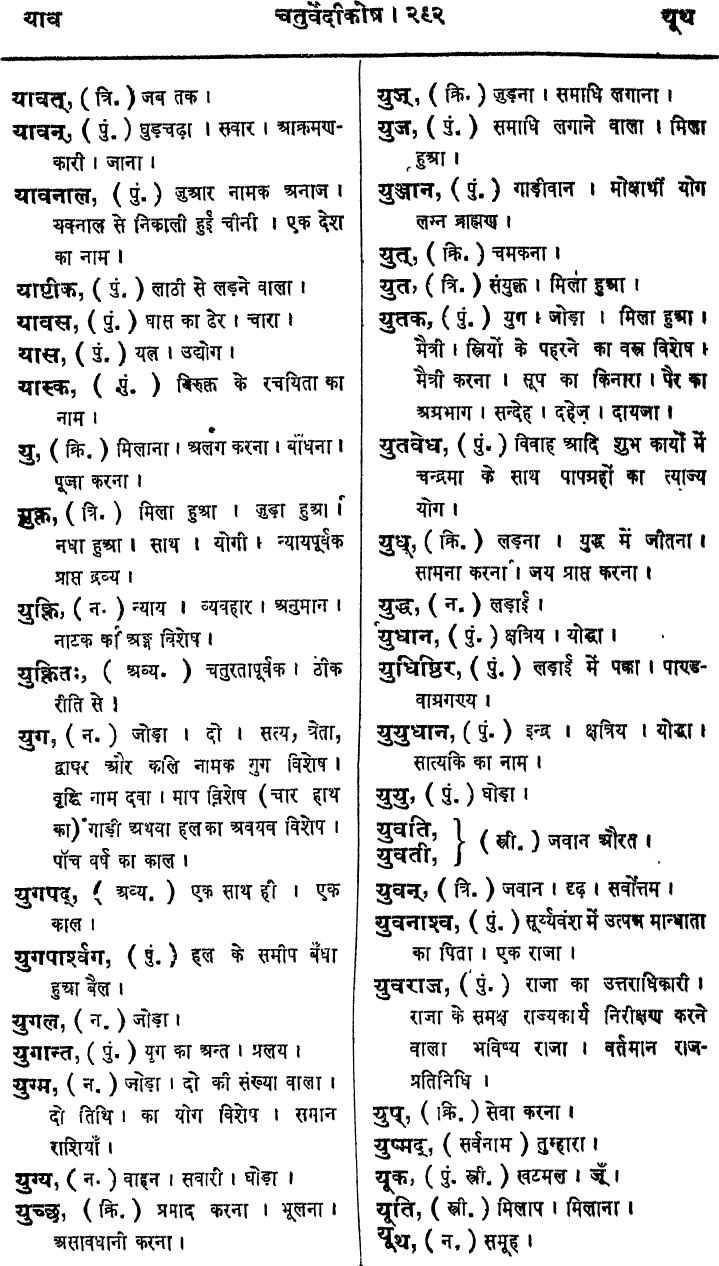 याव चतुर्वेदीकोष। २९२ यूथ
यावत्, ( त्रि. ) जब तक ।
यावन्, ( पुं. ) घुड़चढ़ा । सवार । आक्रमण-
कारी । जाना ।
यावनाल, ( पुं. ) जुआर नामक अनाज ।
यवनाल से निकाली हुई चीनी । एक देश
का नाम ।
याष्टीक, ( पुं. ) लाठी से लड़ने वाला ।
यावस, ( पुं. ) घास का ढेर । चारा ।
यास, ( पुं. ) यत्न । उद्योग ।
यास्क, ( पुं. ) निरुक्त के रचयिता का
नाम ।
यु, ( क्रि. ) मिलाना । अलग करना । बाँधना ।
पूजा करना ।
युक्त, ( त्रि. ) मिला हुआ । जुड़ा हुआ ।
नधा हुआ । साथ । योगी । न्यायपूर्वक
प्राप्त द्रव्य ।
युक्ति, ( न. ) न्याय । व्यवहार । अनुमान ।
नाटक का अङ्ग विशेष ।
युक्तितः, ( अव्य. ) चतुरतापूर्वक । ठीक
रीति से ।
युग, ( न. ) जोड़ा । दो । सत्य, त्रेता,
द्वापर और कलि नामक गुग विशेष ।
वृद्धि नाम दवा । माप विशेष (चार हाथ
का) गाड़ी अथवा हल का अवयव विशेष ।
पाँच वर्ष का काल ।
युगपद्, ( अव्य. ) एक साथ ही । एक
काल ।
युगपार्श्वग, ( पुं. ) हल के समीप बँधा
हुआ बैल ।
युगल, ( न. ) जोड़ा ।
युगान्त, ( पुं. ) युग का अन्त । प्रलय ।
युग्म, ( न. ) जोड़ा । दो की संख्या वाला ।
दो तिथि । का योग विशेष । समान
राशियाँ ।
युग्य, ( न. ) वाहन । सवारी । घोड़ा ।
युच्छ, ( क्रि. ) प्रमाद करना । भूलना ।
असावधानी करना ।
युज्, ( क्रि. ) जुड़ना । समाधि लगाना ।
युज, ( पुं. ) समाधि लगाने वाला । मिला
हुआ ।
युञ्जान, ( पुं. ) गाड़ीवान । मोक्षार्थी योग
लग्न ब्राह्मण ।
युत्, ( क्रि. ) चमकना ।
युत, ( त्रि. ) संयुक्त । मिला हुआ ।
युतक, ( पुं. ) युग । जोड़ा । मिला हुआ ।
मैत्री । स्त्रियों के पहरने का वस्त्र विशेष ।
मैत्री करना । सूप का किनारा । पैर का
अग्रभाग । सन्देह । दहेज़ । दायजा ।
युतवेध, ( पुं. ) विवाह आदि शुभ कार्यों में
चन्द्रमा के साथ पापग्रहों का त्याज्य
योग ।
युध्, ( क्रि. ) लड़ना । युद्ध में जीतना ।
सामना करना । जय प्राप्त करना ।
युद्ध, ( न. ) लड़ाई ।
युधान, ( पुं. ) क्षत्रिय । योद्धा ।
युधिष्ठिर, ( पुं. ) लड़ाई में पक्का । पाण्ड-
वाग्रगण्य ।
युयुधान, ( पुं. ) इन्द्र । क्षत्रिय । योद्धा ।
सात्यकि का नाम ।
युयु, ( पुं. ) घोड़ा ।
युवति,
युवती, } ( स्त्री. ) जवान औरत ।
युवन्, ( त्रि. ) जवान । दृढ़ । सर्वोत्तम ।
युवनाश्व, ( पुं. ) सूर्य्यवंश में उत्पन्न मान्धाता
का पिता । एक राजा ।
युवराज, ( पुं. ) राजा का उत्तराधिकारी ।
राजा के समक्ष राज्यकार्य निरीक्षण करने
वाला भविष्य राजा । वर्तमान राज-
प्रतिनिधि ।
युष्, ( क्रि. ) सेवा करना ।
युष्मद्, ( सर्वनाम ) तुम्हारा ।
यूक, ( पुं. स्त्री. ) खटमल । जूँ ।
यूति, ( स्त्री. ) मिलाप । मिलाना ।
यूथ, ( न. ) समूह ।